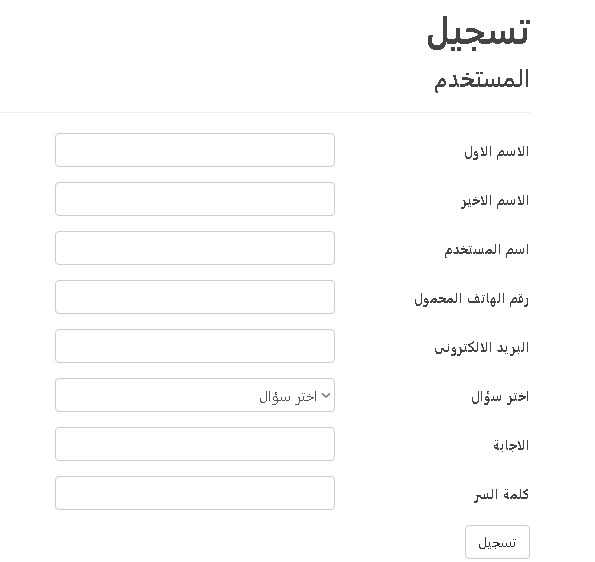 تسجيل
المستخدم
الاسم الاول
الاسم الاخير
اسم المستخدم
رقم الهاتف المحمول
البريد الالكترونى
اختر سؤال
اختر سؤال
الاجابة
كلمة السر
تسجيل